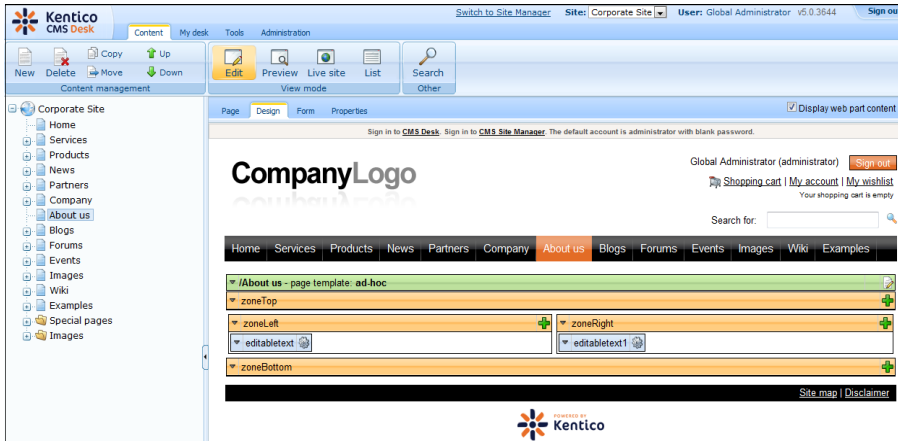 Kentico
CMS Desk
Switch to Site Manager Site: Corporate Site User: Global Administrator v5.0.3644 Sign ou
Content My desk Tools Administration
New Delete Copy Move Up Down
Content management
Edit Preview Live site List
View mode
Search
Other
Corporate Site
Home
Services
Products
News
Partners
Company
About us
Blogs
Forums
Events
Images
Wiki
Examples
Special pages
Images
Page Design Form Properties
Display web part content
Sign in to CMS Desk. Sign in to CMS Site Manager. The default account is administrator with blank password.
CompanyLogo
Global Administrator (administrator) Sign out
Shopping cart | My account | My wishlist
Your shopping cart is empty
Search for:
Home Services Products News Partners Company About us Blogs Forums Events Images Wiki Examples
/About us - page template: ad-hoc
zoneTop
zoneLeft
zoneRight
editabletext
editabletext1
zoneBottom
Site map | Disclaimer
POWERED BY
Kentico